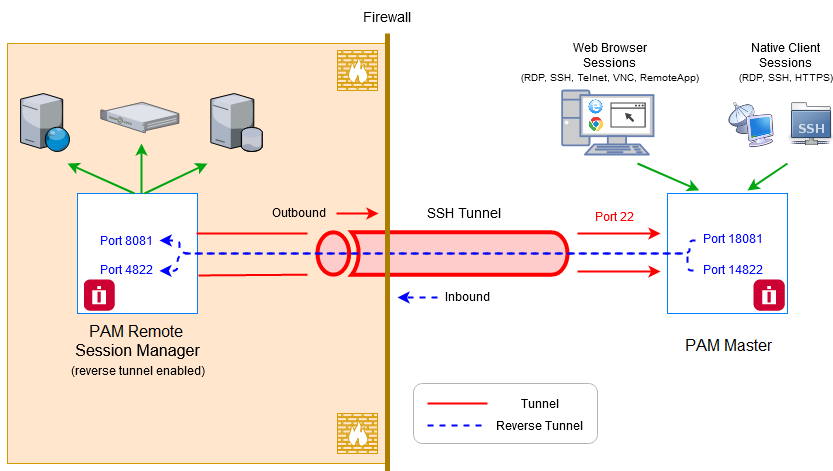 Firewall
Web Browser
Sessions
(RDP, SSH, Telnet, VNC, RemoteApp)
Native Client
Sessions
(RDP, SSH, HTTPS)
SSH
Outbound
SSH Tunnel
Port 22
Port 8081
Port 4822
Port 18081
Port 14822
Inbound
PAM Remote
Session Manager
(reverse tunnel enabled)
PAM Master
Tunnel
Reverse Tunnel